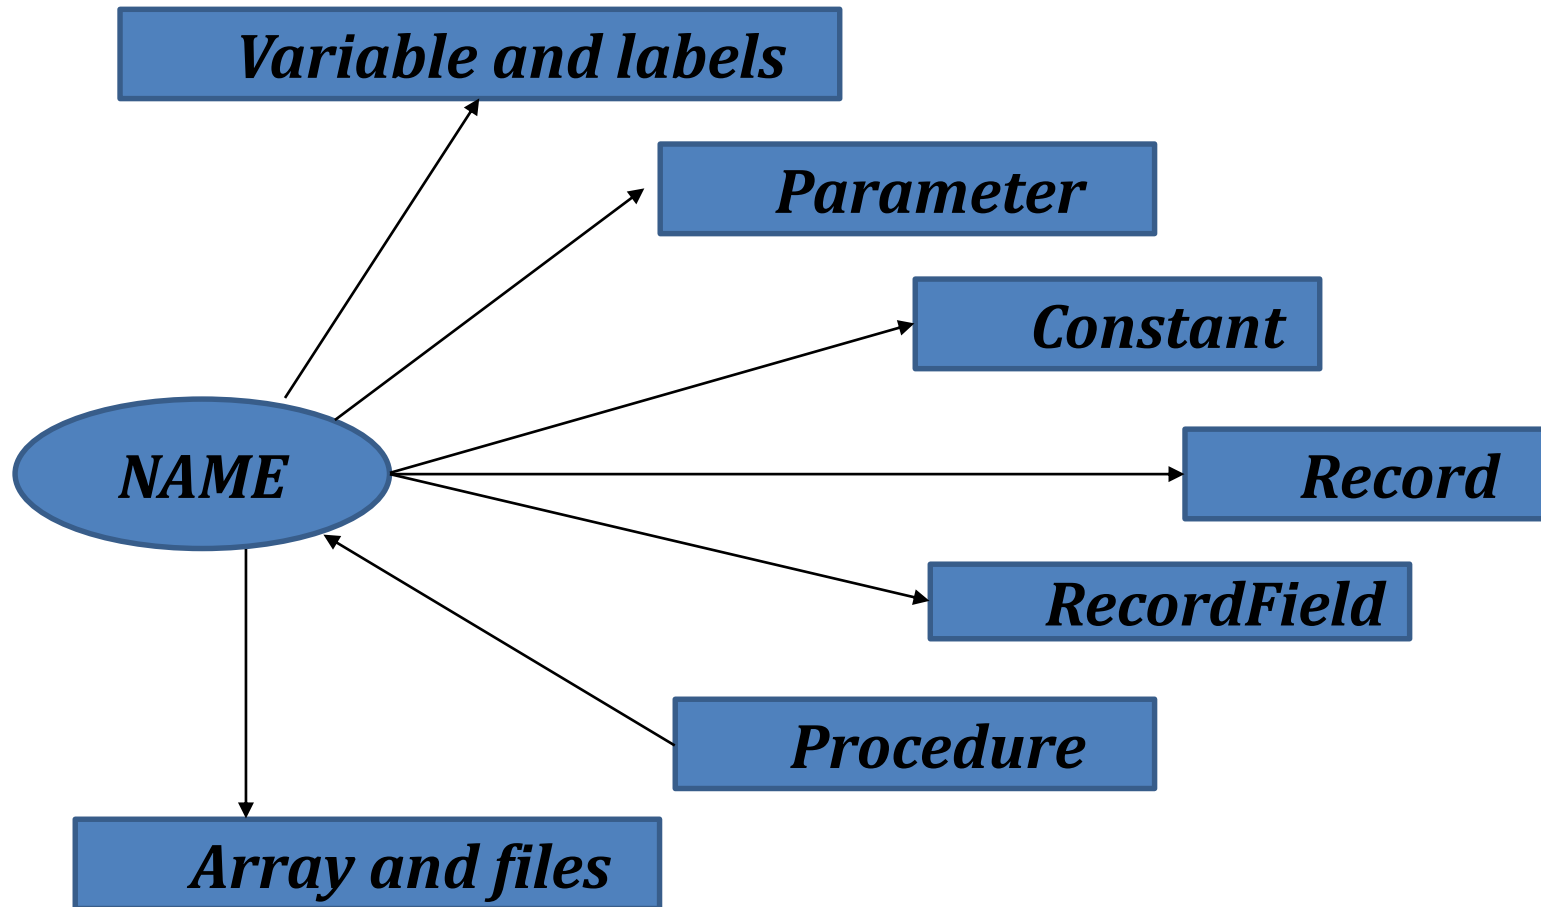 Variable and labels
Parameter
Constant
NAME
Record
RecordField
Procedure
Array and files